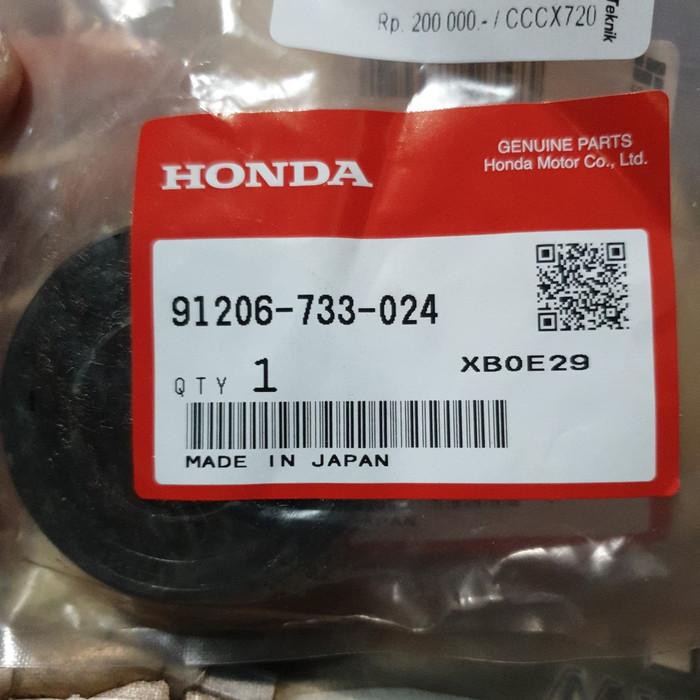 Rp. 200 000.- / CCCX720
Teknik
HONDA
GENUINE PARTS
Honda Motor Co., Ltd.
91206-733-024
XB0E29
QTY 1
MADE IN JAPAN